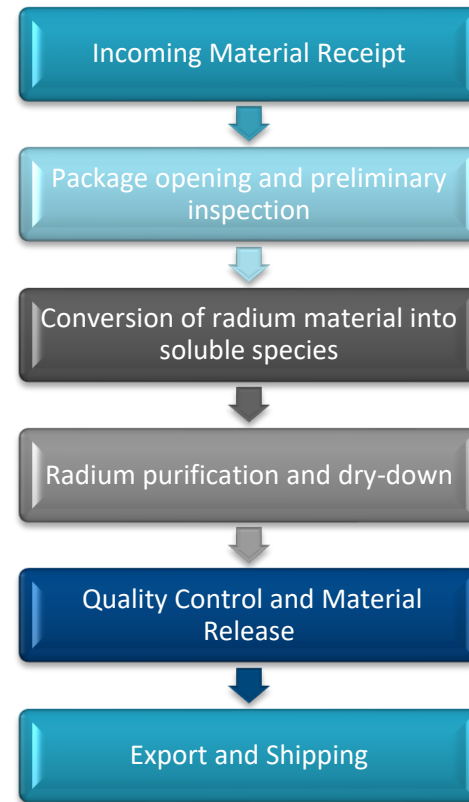 Incoming Material Receipt
Package opening and preliminary
inspection
Conversion of radium material into
soluble species
Radium purification and dry-down
Quality Control and Material
Release
Export and Shipping